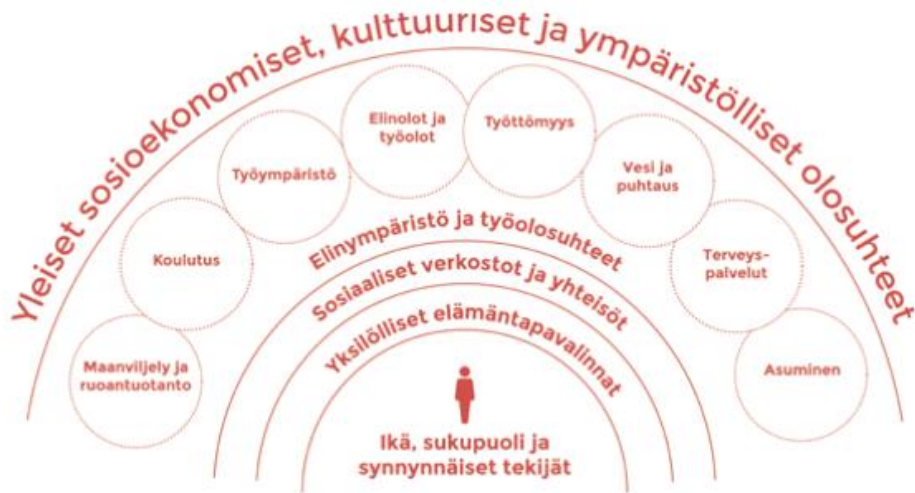 Yleiset sosioekonomiset, kulttuuriset ja ympäristölliset olosuhteet
Maanviljely ja
ruoantuotanto
Koulutus
Työympäristö
Elinolot ja
työolot
Työttömyys
Vesi ja
puhtaus
Terveys-
palvelut
Asuminen
Elinympäristö ja työolosuhteet
Sosiaaliset verkostot ja yhteisöt
Yksilölliset elämäntapavalinnat
Ikä, sukupuoli ja
synnynnäiset tekijät